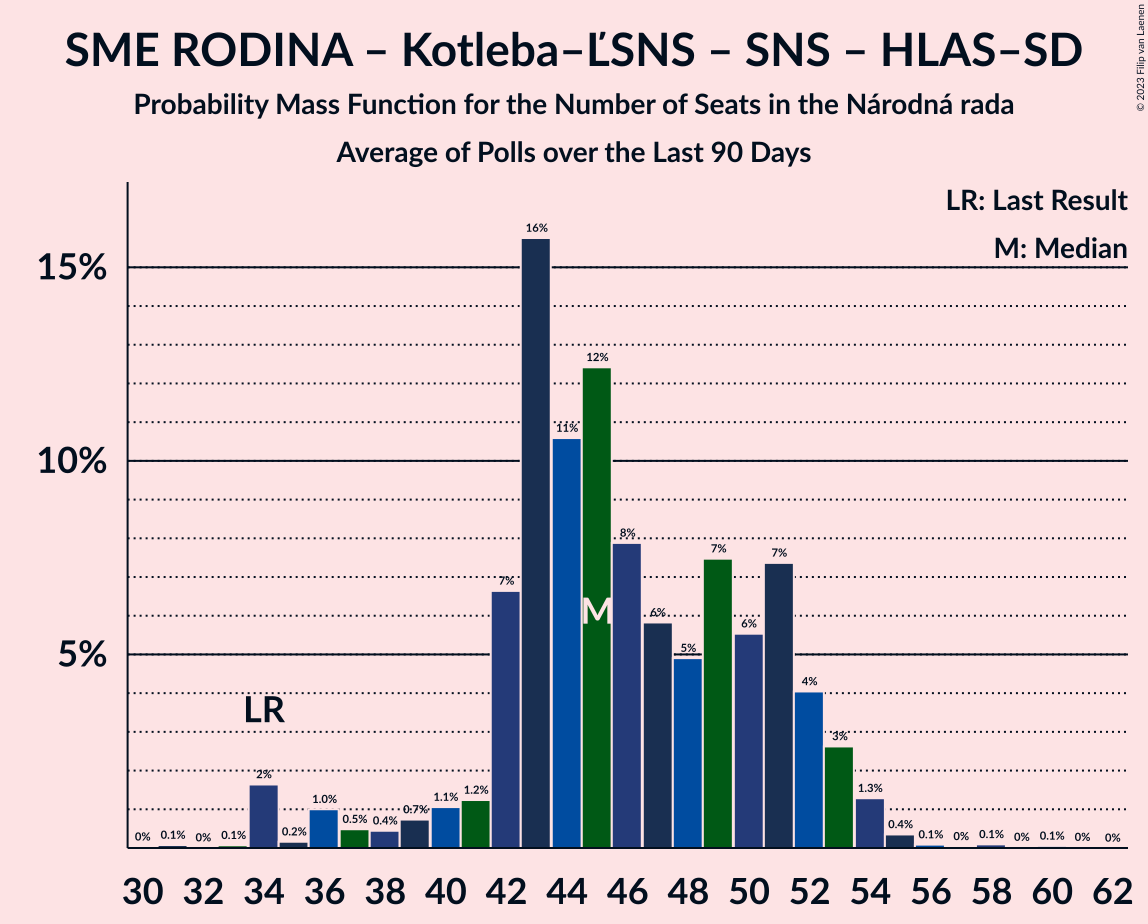 SME RODINA – Kotleba–ĽSNS – SNS – HLAS–SD
Probability Mass Function for the Number of Seats in the Národná rada
Average of Polls over the Last 90 Days
© 2023 Filip van Laenen
LR: Last Result
M: Median
15%
10%
5%
LR
M
0% 0.1% 0% 0.1% 2% 0.2% 1.0% 0.5% 0.4% 0.7% 1.1% 1.2% 7% 16% 11% 12% 8% 6% 5% 7% 6% 7% 4% 3% 1.3% 0.4% 0.1% 0% 0.1% 0% 0.1% 0% 0%
30 32 34 36 38 40 42 44 46 48 50 52 54 56 58 60 62